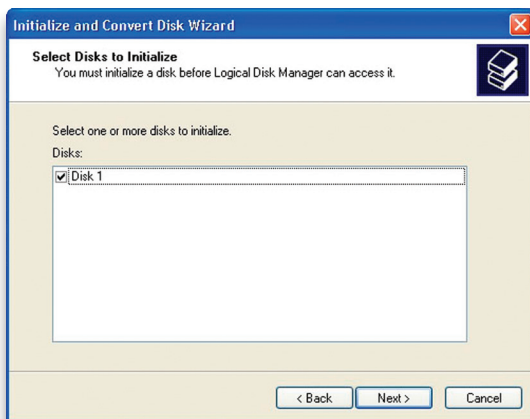 Initialize and Convert Disk Wizard
Select Disks to Initialize
You must initialize a disk before Logical Disk Manager can access it.
Select one or more disks to initialize.
Disks:
Disk 1
< Back
Next >
Cancel